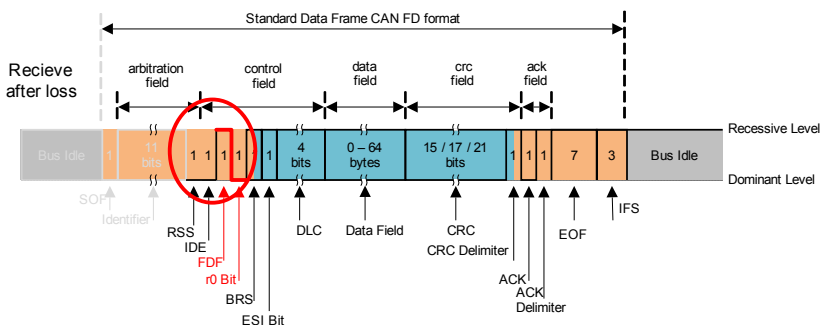 Standard Data Frame CAN FD format
Recieve
after loss
arbitration
field
control
field
data
field
crc
field
ack
field
Recessive Level
Bus Idle
1
11
bits
1
1
1
1
1
1
4
bits
0 – 64
bytes
15 / 17 / 21
bits
1
1
1
7
3
Bus Idle
Dominant Level
SOF
Identifier
RSS
IDE
FDF
r0 Bit
BRS
ESI Bit
DLC
Data Field
CRC
CRC Delimiter
ACK
ACK
Delimiter
EOF
IFS